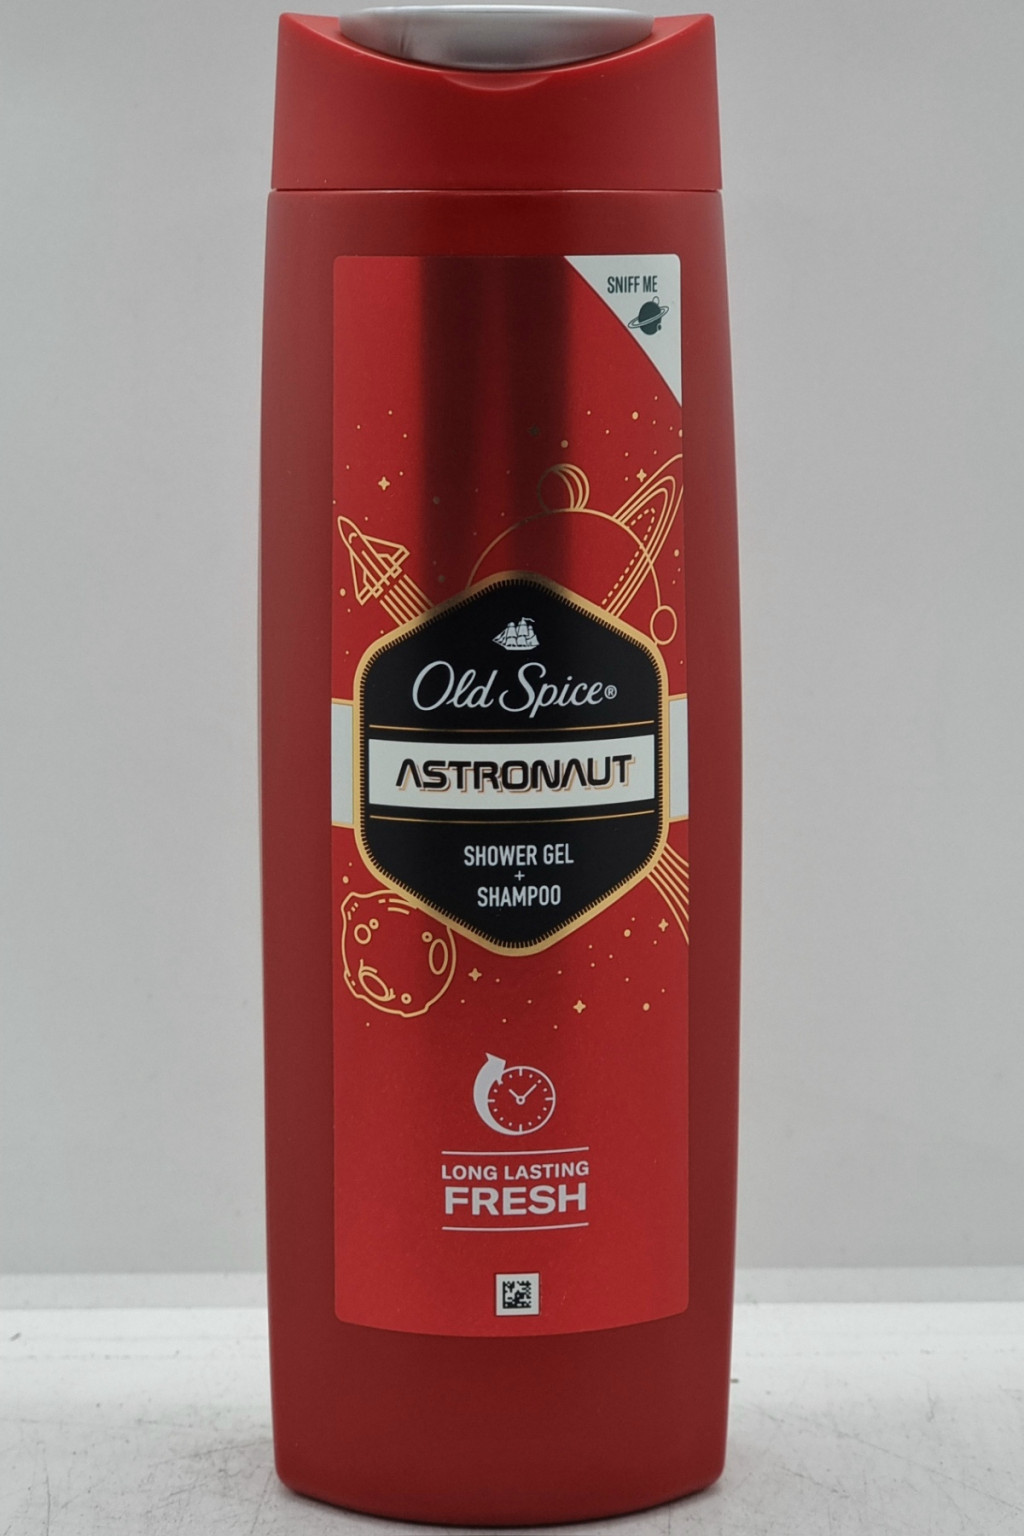 SNIFF ME
Old Spice®
ASTRONAUT
SHOWER GEL
+
SHAMPOO
LONG LASTING
FRESH